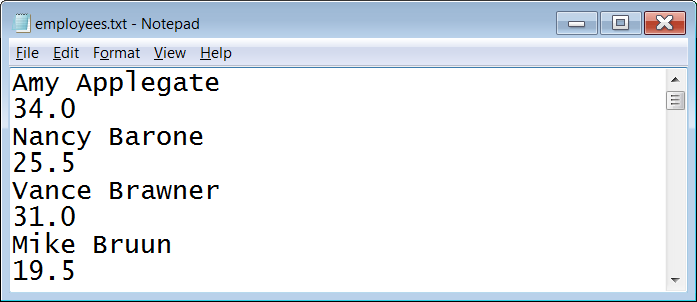 employees.txt - Notepad
File Edit Format View Help
Amy Applegate
34.0
Nancy Barone
25.5
Vance Brawner
31.0
Mike Bruun
19.5